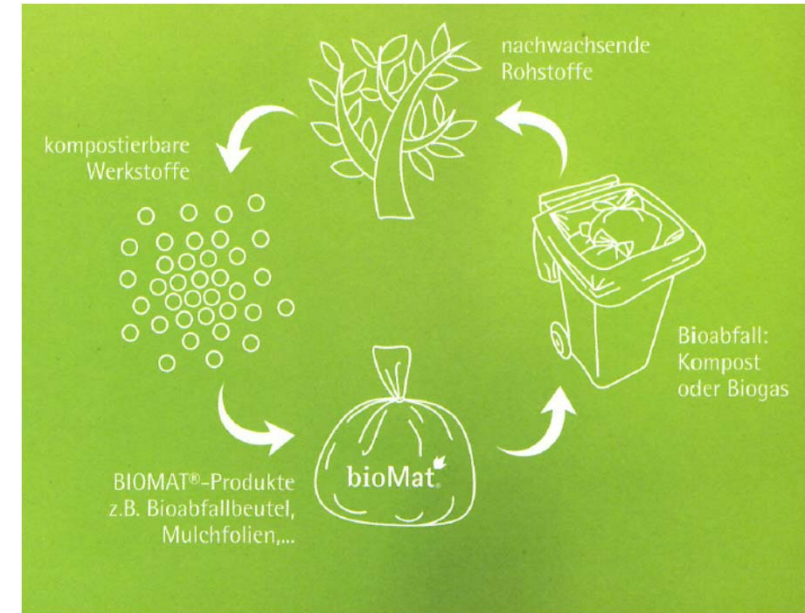 nachwachsende
Rohstoffe
kompostierbare
Werkstoffe
Bioabfall:
Kompost
oder Biogas
bioMat®
BIOMAT®-Produkte
z.B. Bioabfallbeutel,
Mulchfolien,...